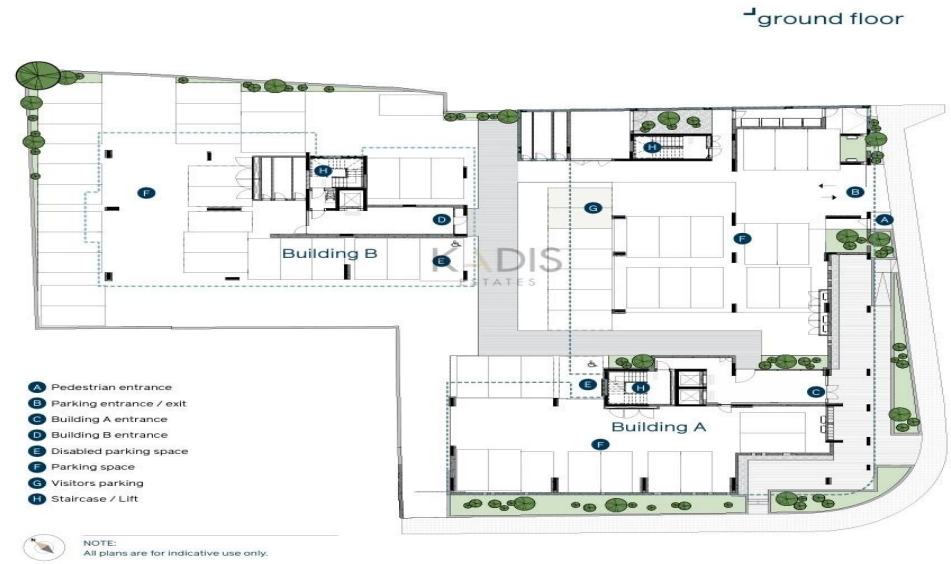 ground floor
H
H
F
G
B
D
A
F
Building B
E
KADIS
ESTATES
A Pedestrian entrance
B Parking entrance / exit
C Building A entrance
D Building B entrance
E Disabled parking space
F Parking space
G Visitors parking
H Staircase / Lift
E
H
C
Building A
F
N
NOTE:
All plans are for indicative use only.